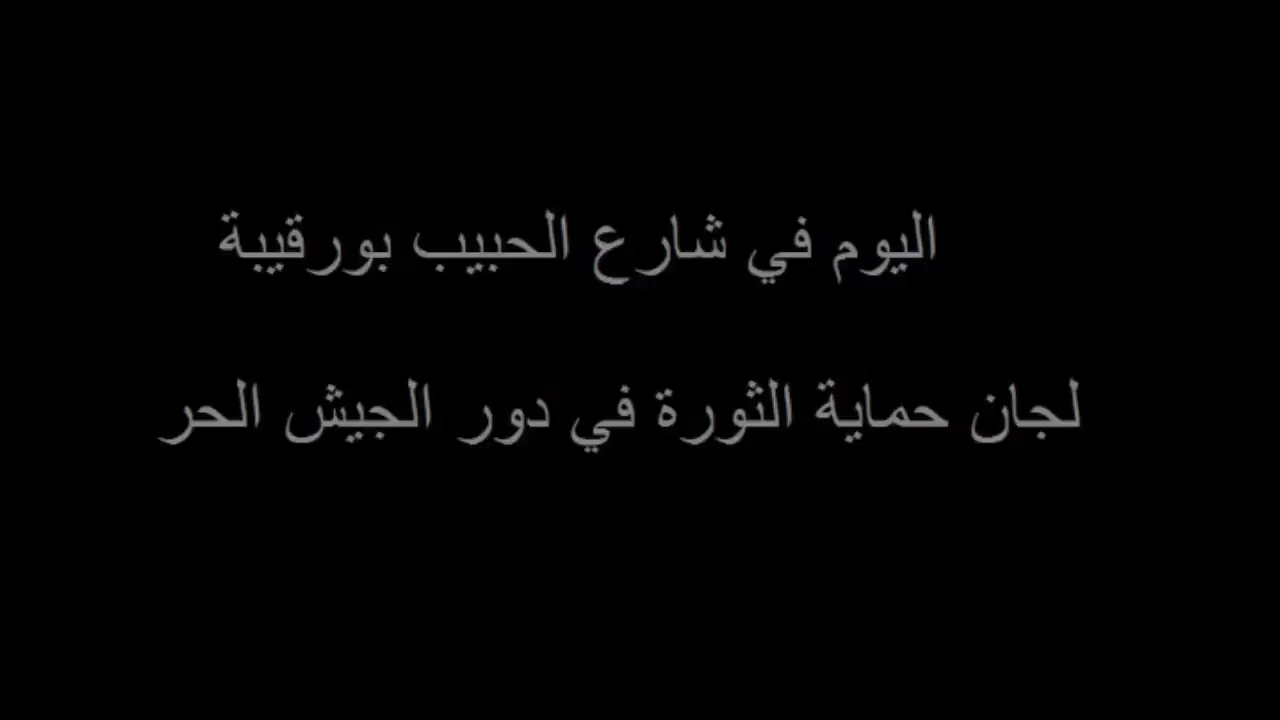 اليوم في شارع الحبيب بورقيبة
لجان حماية الثورة في دور الجيش الحر